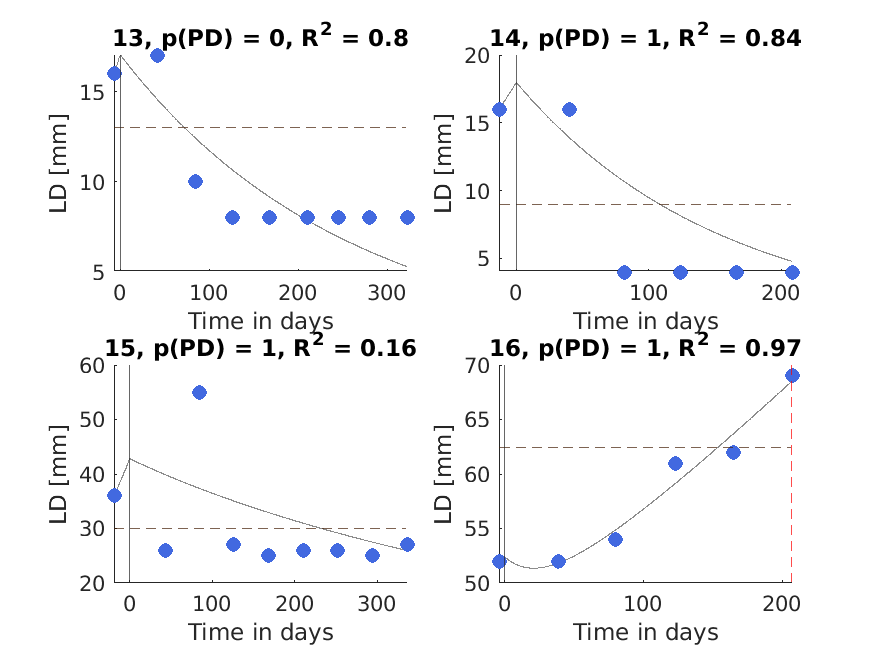 13, p(PD) = 0, R² = 0.8
LD [mm]
15
10
5
0 100 200 300
Time in days
14, p(PD) = 1, R² = 0.84
LD [mm]
20
15
10
5
0 100 200
Time in days
15, p(PD) = 1, R² = 0.16
LD [mm]
60
50
40
30
20
0 100 200 300
Time in days
16, p(PD) = 1, R² = 0.97
LD [mm]
70
65
60
55
50
0 100 200
Time in days